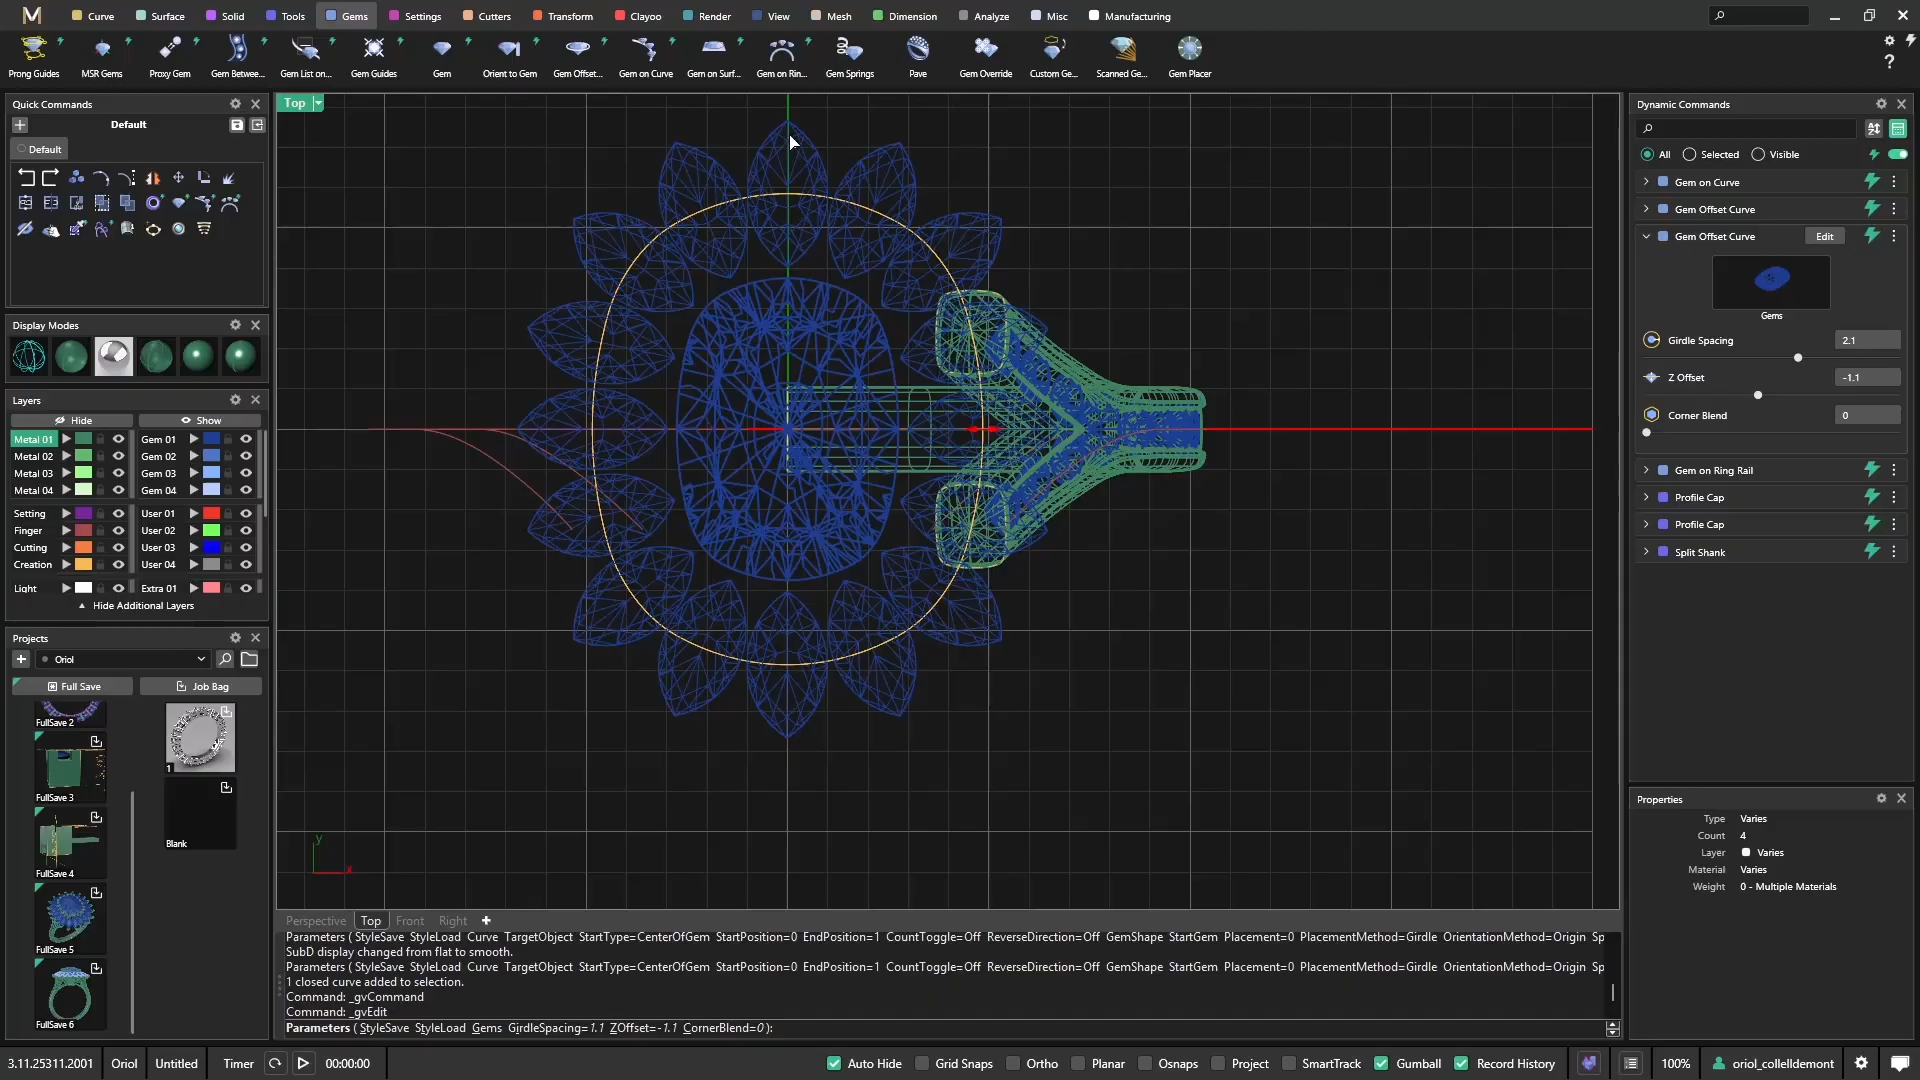 Curve Surface Solid Tools Gems Settings Cutters Transform Clayoo Render View Mesh Dimension Analyze Misc Manufacturing
Prong Guides MSR Gems Proxy Gem Gem Betwee... Gem List on... Gem Guides Gem Orient to Gem Gem Offset... Gem on Curve Gem on Surf... Gem on Rin... Gem Springs Pave Gem Override Custom Ge... Scanned Ge... Gem Placer
Quick Commands
Default
Default
Display Modes
Layers
Hide Show
Metal 01 Gem 01
Metal 02 Gem 02
Metal 03 Gem 03
Metal 04 Gem 04
Setting User 01
Finger User 02
Cutting User 03
Creation User 04
Light Extra 01
Hide Additional Layers
Projects
Oriol
Full Save Job Bag
FullSave 2
1
FullSave 3
Blank
FullSave 4
FullSave 5
FullSave 6
Top
y
x
Perspective Top Front Right
Parameters ( StyleSave StyleLoad Curve TargetObject StartType=CenterOfGem StartPosition=0 EndPosition=1 CountToggle=Off ReverseDirection=Off GemShape StartGem Placement=0 PlacementMethod=Girdle OrientationMethod=Origin Sp
SubD display changed from flat to smooth.
Parameters ( StyleSave StyleLoad Curve TargetObject StartType=CenterOfGem StartPosition=0 EndPosition=1 CountToggle=Off ReverseDirection=Off GemShape StartGem Placement=0 PlacementMethod=Girdle OrientationMethod=Origin Sp
1 closed curve added to selection.
Command: _gvCommand
Command: _gvEdit
Parameters ( StyleSave StyleLoad Gems GirdleSpacing=1.1 ZOffset=-1.1 CornerBlend=0 ):
Dynamic Commands
All Selected Visible
Gem on Curve
Gem Offset Curve
Gem Offset Curve Edit
Gems
Girdle Spacing 2.1
Z Offset -1.1
Corner Blend 0
Gem on Ring Rail
Profile Cap
Profile Cap
Split Shank
Properties
Type Varies
Count 4
Layer Varies
Material Varies
Weight 0 - Multiple Materials
3.11.25311.2001 Oriol Untitled Timer 00:00:00 Auto Hide Grid Snaps Ortho Planar Osnaps Project SmartTrack Gumball Record History 100% oriol_collelldemont